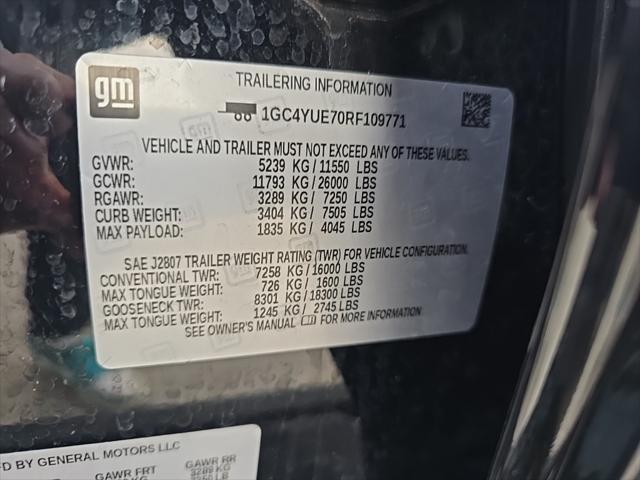 gm
TRAILERING INFORMATION
1GC4YUE70RF109771
VEHICLE AND TRAILER MUST NOT EXCEED ANY OF THESE VALUES.
GVWR: 5239 KG / 11550 LBS
GCWR: 11793 KG / 26000 LBS
RGAWR: 3289 KG / 7250 LBS
CURB WEIGHT: 3404 KG / 7505 LBS
MAX PAYLOAD: 1835 KG / 4045 LBS
SAE J2807 TRAILER WEIGHT RATING (TWR) FOR VEHICLE CONFIGURATION.
CONVENTIONAL TWR: 7258 KG / 16000 LBS
MAX TONGUE WEIGHT: 726 KG / 1600 LBS
GOOSENECK TWR: 8301 KG / 18300 LBS
MAX TONGUE WEIGHT: 1245 KG / 2745 LBS
SEE OWNER'S MANUAL FOR MORE INFORMATION
FD BY GENERAL MOTORS LLC
GAWR FRT GAWR RR
3289 KG